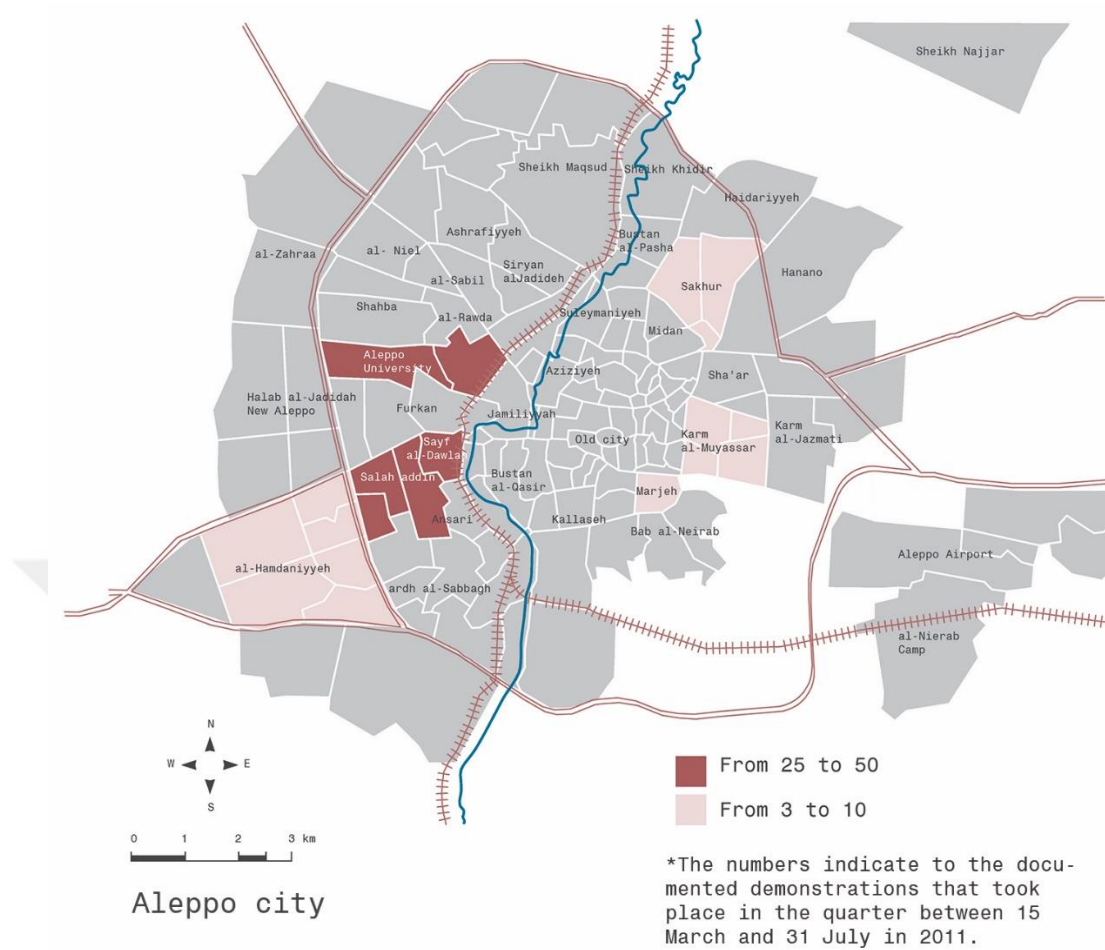 Sheikh Najjar
Sheikh Maqsud
Sheikh Khidir
Haidariyyeh
Ashrafiyyeh
Bustan
al-Pasha
al-Zahraa
al- Niel
Siryan
alJadideh
Hanano
al-Sabil
Sakhur
Shahba
al-Rawda
Suleymaniyeh
Midan
Aleppo
University
Aziziyeh
Sha'ar
Halab al-Jadidah
New Aleppo
Furkan
Jamiliyyah
Karm
al-Jazmati
Sayf
al-Dawla
Old city
Karm
al-Muyassar
Salah addin
Bustan
al-Qasir
Marjeh
Ansari
Kallaseh
Bab al-Neirab
Aleppo Airport
al-Hamdaniyyeh
ardh al-Sabbagh
al-Nierab
Camp
N
W
E
S
From 25 to 50
From 3 to 10
0 1 2 3 km
Aleppo city
*The numbers indicate to the docu-
mented demonstrations that took
place in the quarter between 15
March and 31 July in 2011.